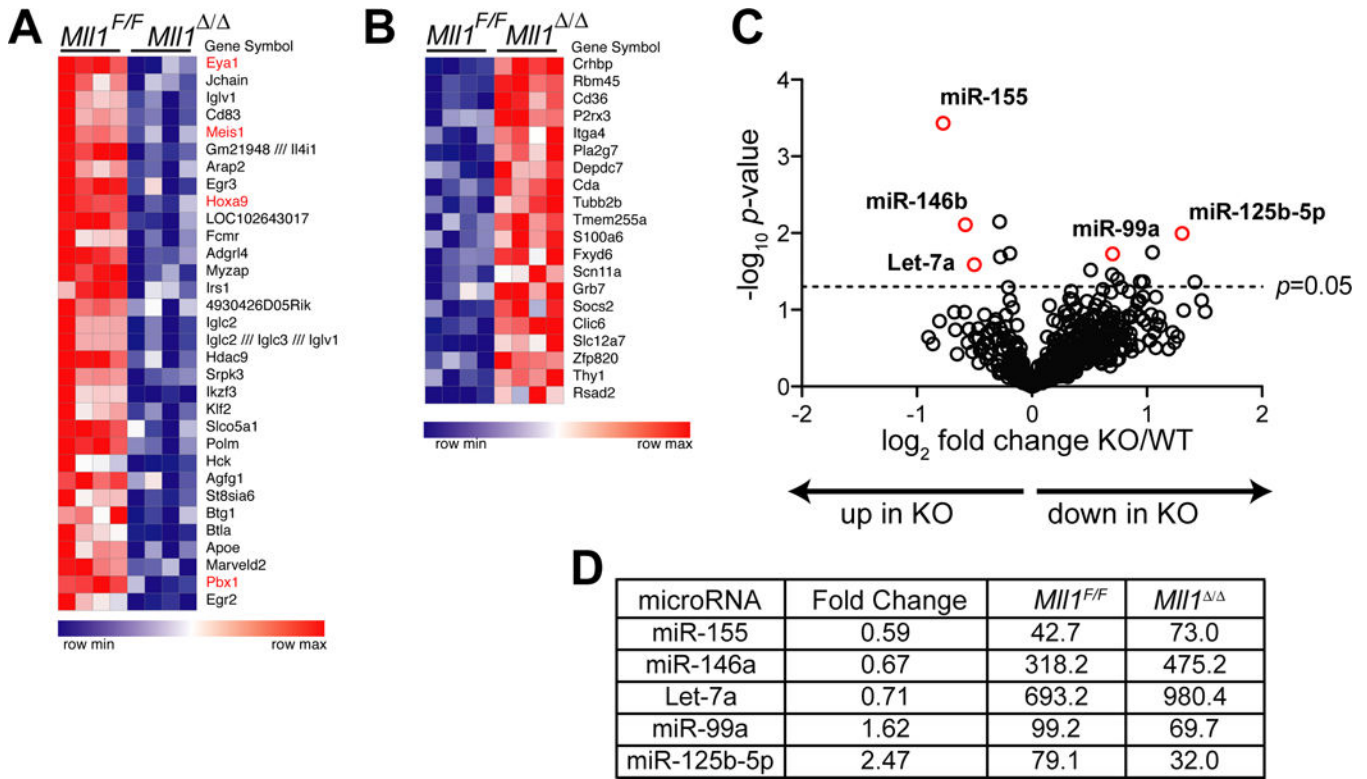 A
Mll1F/F Mll1Δ/Δ
Gene Symbol
Eya1
Jchain
Iglv1
Cd83
Meis1
Gm21948 /// Il4i1
Arap2
Egr3
Hoxa9
LOC102643017
Fcmr
Adgrl4
Myzap
Irs1
4930426D05Rik
Iglc2
Iglc2 /// Iglc3 /// Iglv1
Hdac9
Srpk3
Ikzf3
Klf2
Slco5a1
Polm
Hck
Agfg1
St8sia6
Btg1
Btla
Apoe
Marveld2
Pbx1
Egr2
row min row max
B
Mll1F/F Mll1Δ/Δ
Gene Symbol
Crhbp
Rbm45
Cd36
P2rx3
Itga4
Pla2g7
Depdc7
Cda
Tubb2b
Tmem255a
S100a6
Fxyd6
Scn11a
Grb7
Socs2
Clic6
Slc12a7
Zfp820
Thy1
Rsad2
row min row max
C
-log10 p-value
4
3
2
1
0
miR-155
miR-146b
Let-7a
miR-99a
miR-125b-5p
p=0.05
-2 -1 0 1 2
log2 fold change KO/WT
up in KO down in KO
D
microRNA Fold Change Mll1F/F Mll1Δ/Δ
miR-155 0.59 42.7 73.0
miR-146a 0.67 318.2 475.2
Let-7a 0.71 693.2 980.4
miR-99a 1.62 99.2 69.7
miR-125b-5p 2.47 79.1 32.0